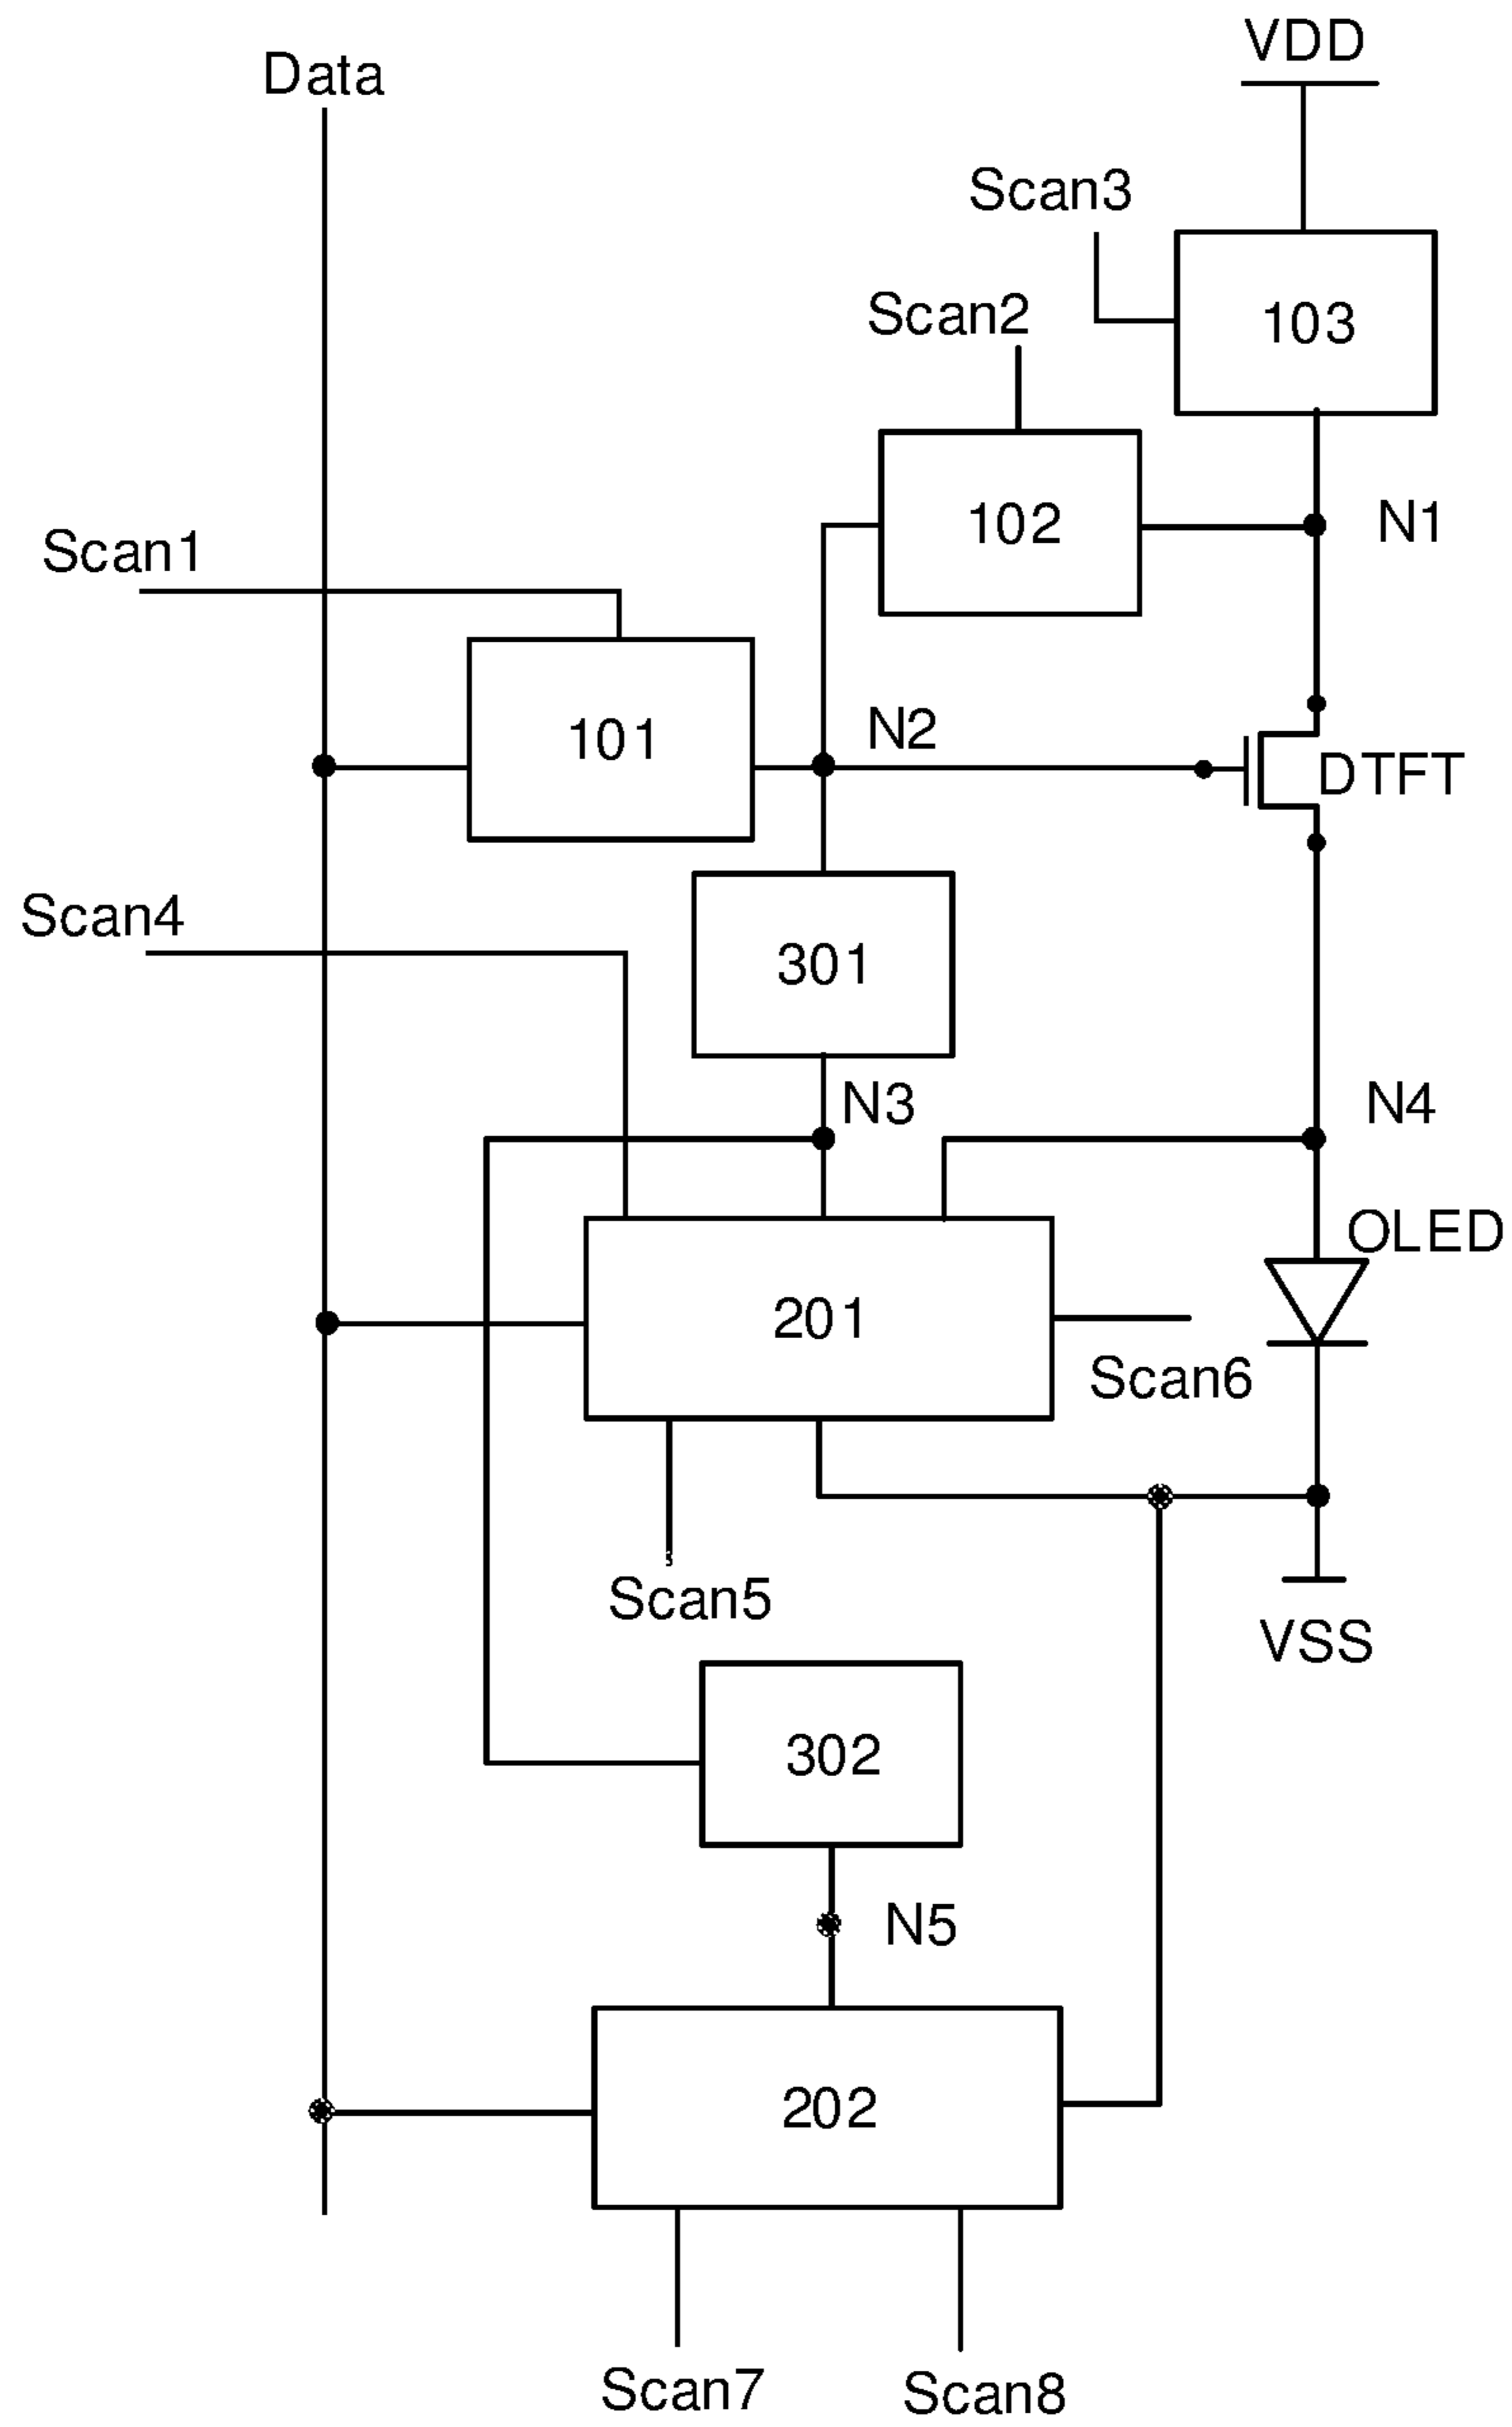 VDD
Data
Scan3
103
Scan2
102
N1
Scan1
N2
101
DTFT
Scan4
301
N3
N4
OLED
201
Scan6
Scan5
VSS
302
N5
202
Scan7
Scan8